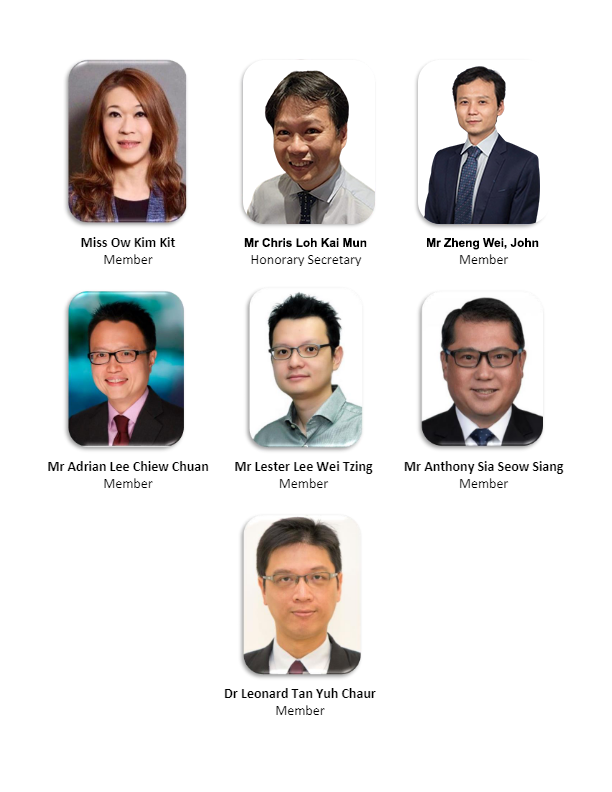 Miss Ow Kim Kit
Member
Mr Chris Loh Kai Mun
Honorary Secretary
Mr Zheng Wei, John
Member
Mr Adrian Lee Chiew Chuan
Member
Mr Lester Lee Wei Tzing
Member
Mr Anthony Sia Seow Siang
Member
Dr Leonard Tan Yuh Chaur
Member